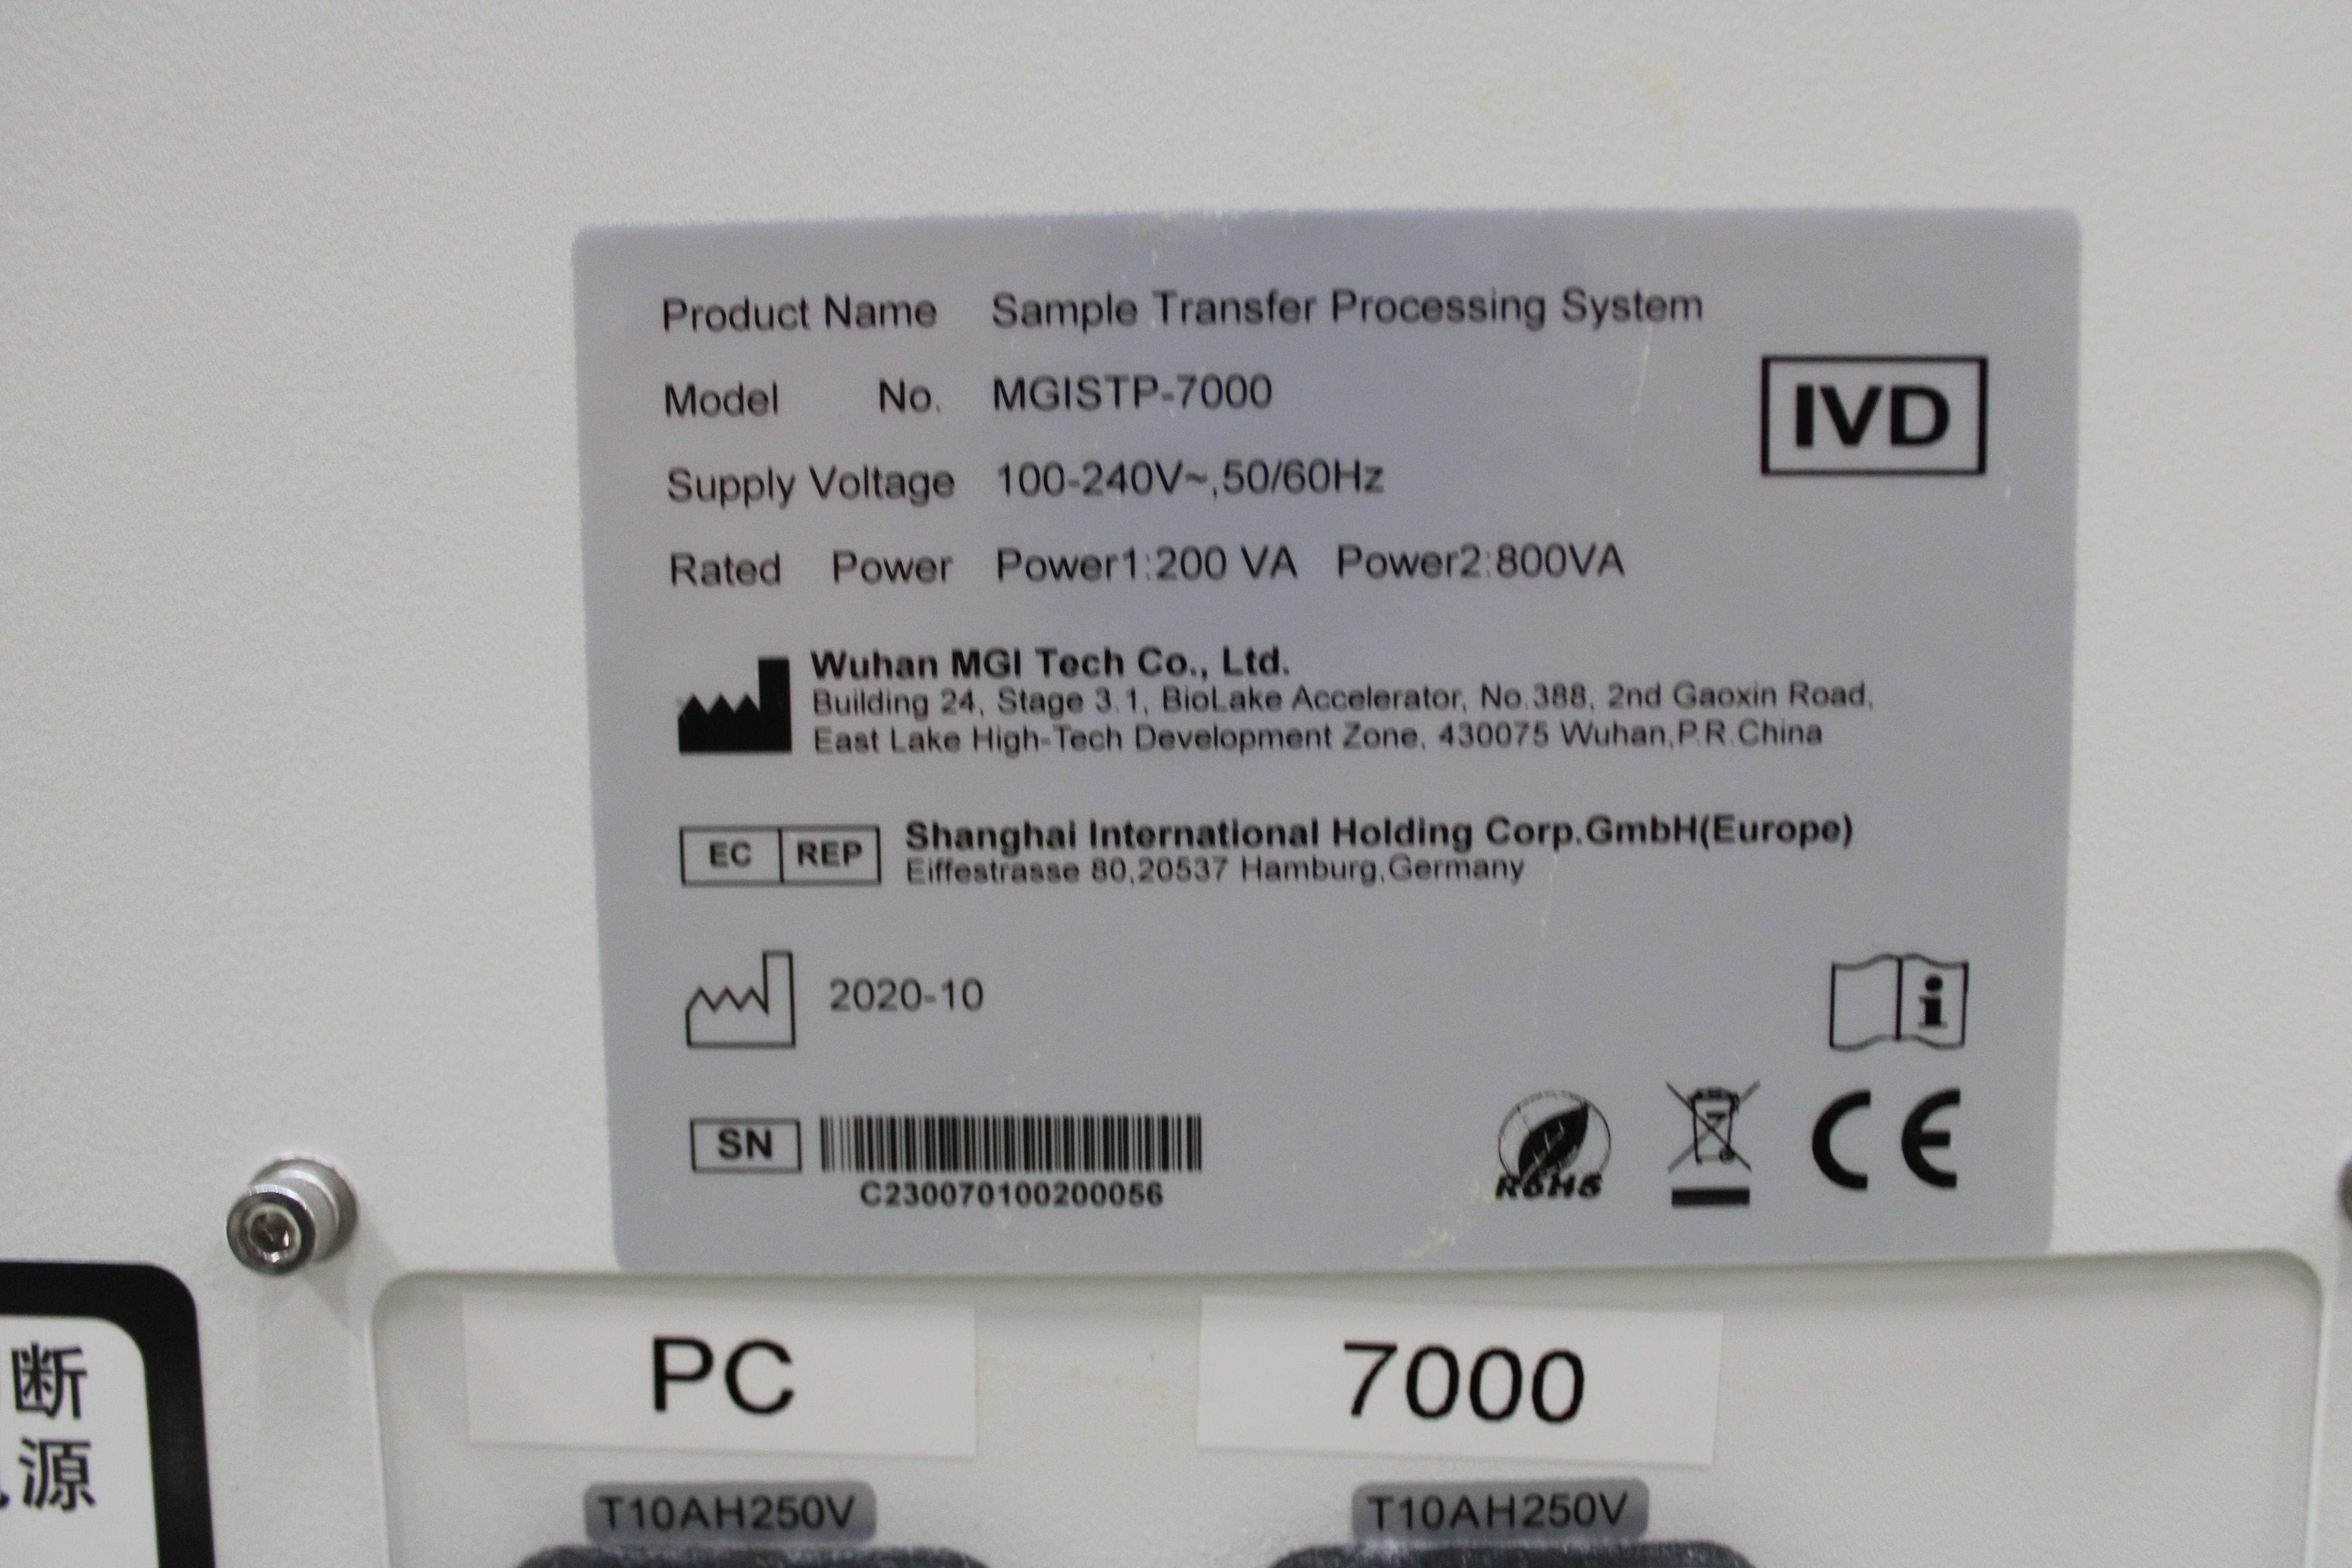 Product Name Sample Transfer Processing System
Model No. MGISTP-7000
IVD
Supply Voltage 100-240V~,50/60Hz
Rated Power Power1:200 VA Power2:800VA
Wuhan MGI Tech Co., Ltd.
Building 24, Stage 3.1, BioLake Accelerator, No.388, 2nd Gaoxin Road,
East Lake High-Tech Development Zone, 430075 Wuhan,P.R.China
EC REP Shanghai International Holding Corp.GmbH(Europe)
Eiffestrasse 80,20537 Hamburg,Germany
2020-10
i
SN
C230070100200056
RoHS
CE
PC 7000
断
源
T10AH250V T10AH250V